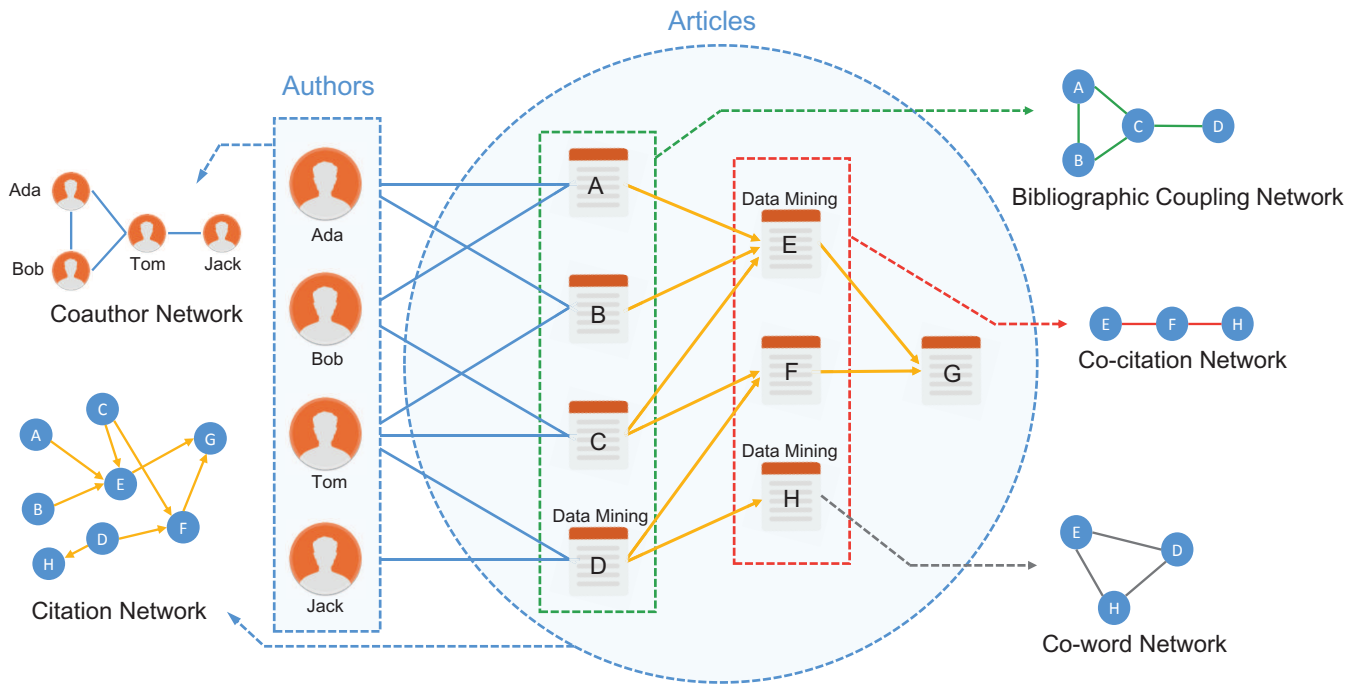 Articles
Authors
Ada
Bob
Tom
Jack
Coauthor Network
A
B
C
D
E
F
G
H
Citation Network
Ada
Bob
Tom
Jack
A
B
C
Data Mining
D
Data Mining
E
F
Data Mining
H
G
A
B
C
D
Bibliographic Coupling Network
E
F
H
Co-citation Network
E
D
H
Co-word Network